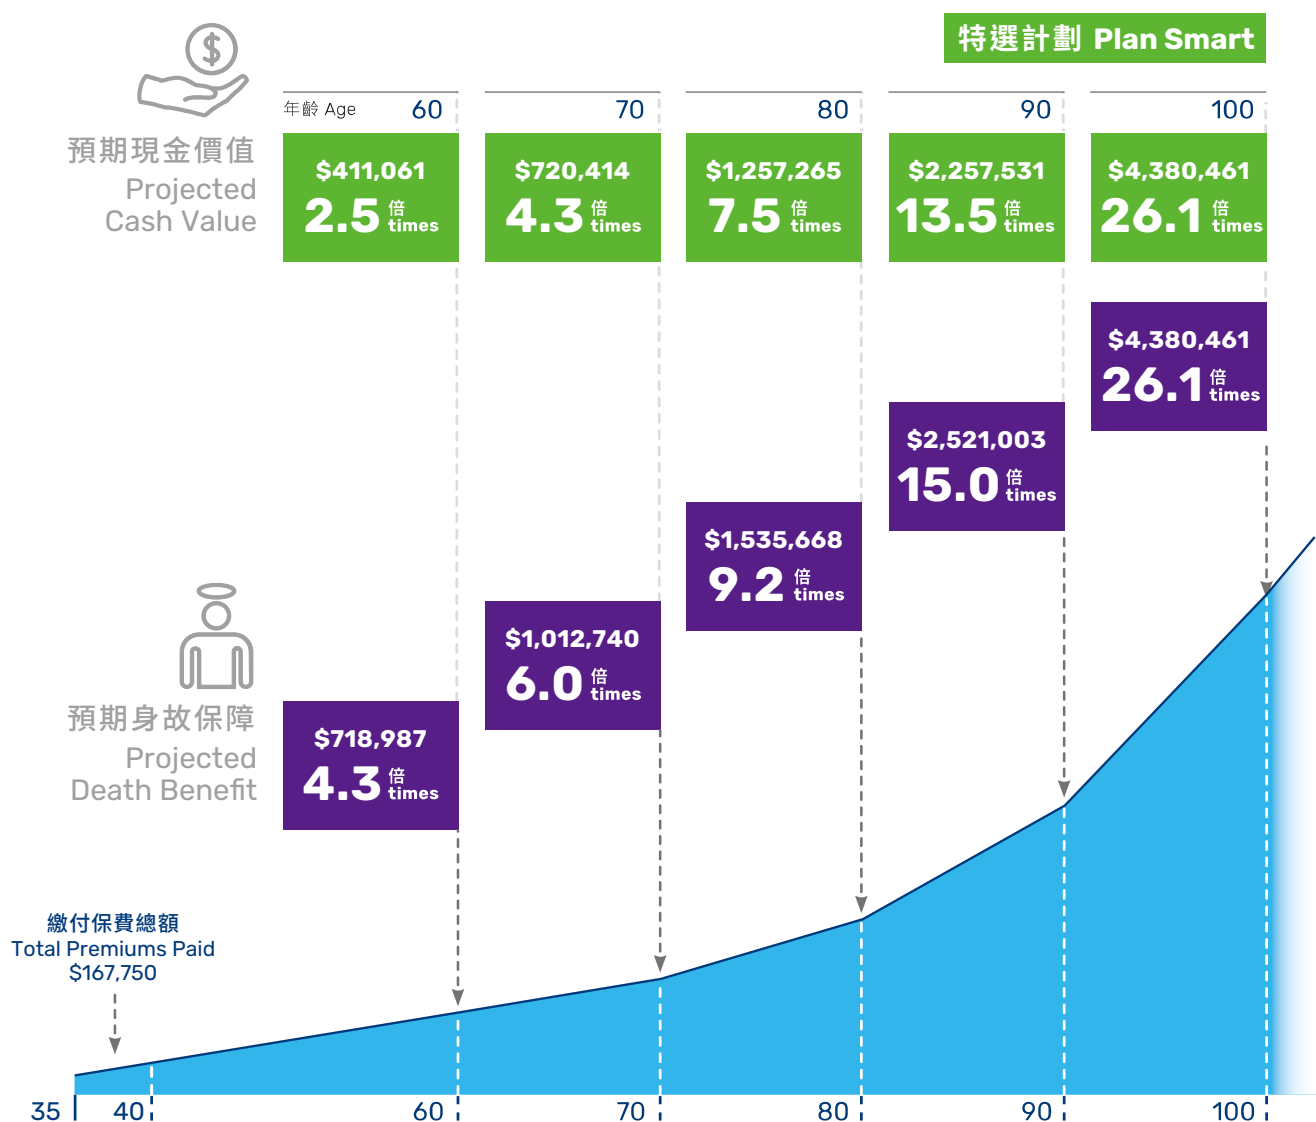 特選計劃 Plan Smart
年齡 Age 60 70 80 90 100
預期現金價值
Projected
Cash Value
$411,061
2.5 倍 times
$720,414
4.3 倍 times
$1,257,265
7.5 倍 times
$2,257,531
13.5 倍 times
$4,380,461
26.1 倍 times
$4,380,461
26.1 倍 times
$2,521,003
15.0 倍 times
$1,535,668
9.2 倍 times
$1,012,740
6.0 倍 times
預期身故保障
Projected
Death Benefit
$718,987
4.3 倍 times
繳付保費總額
Total Premiums Paid
$167,750
35 40 60 70 80 90 100